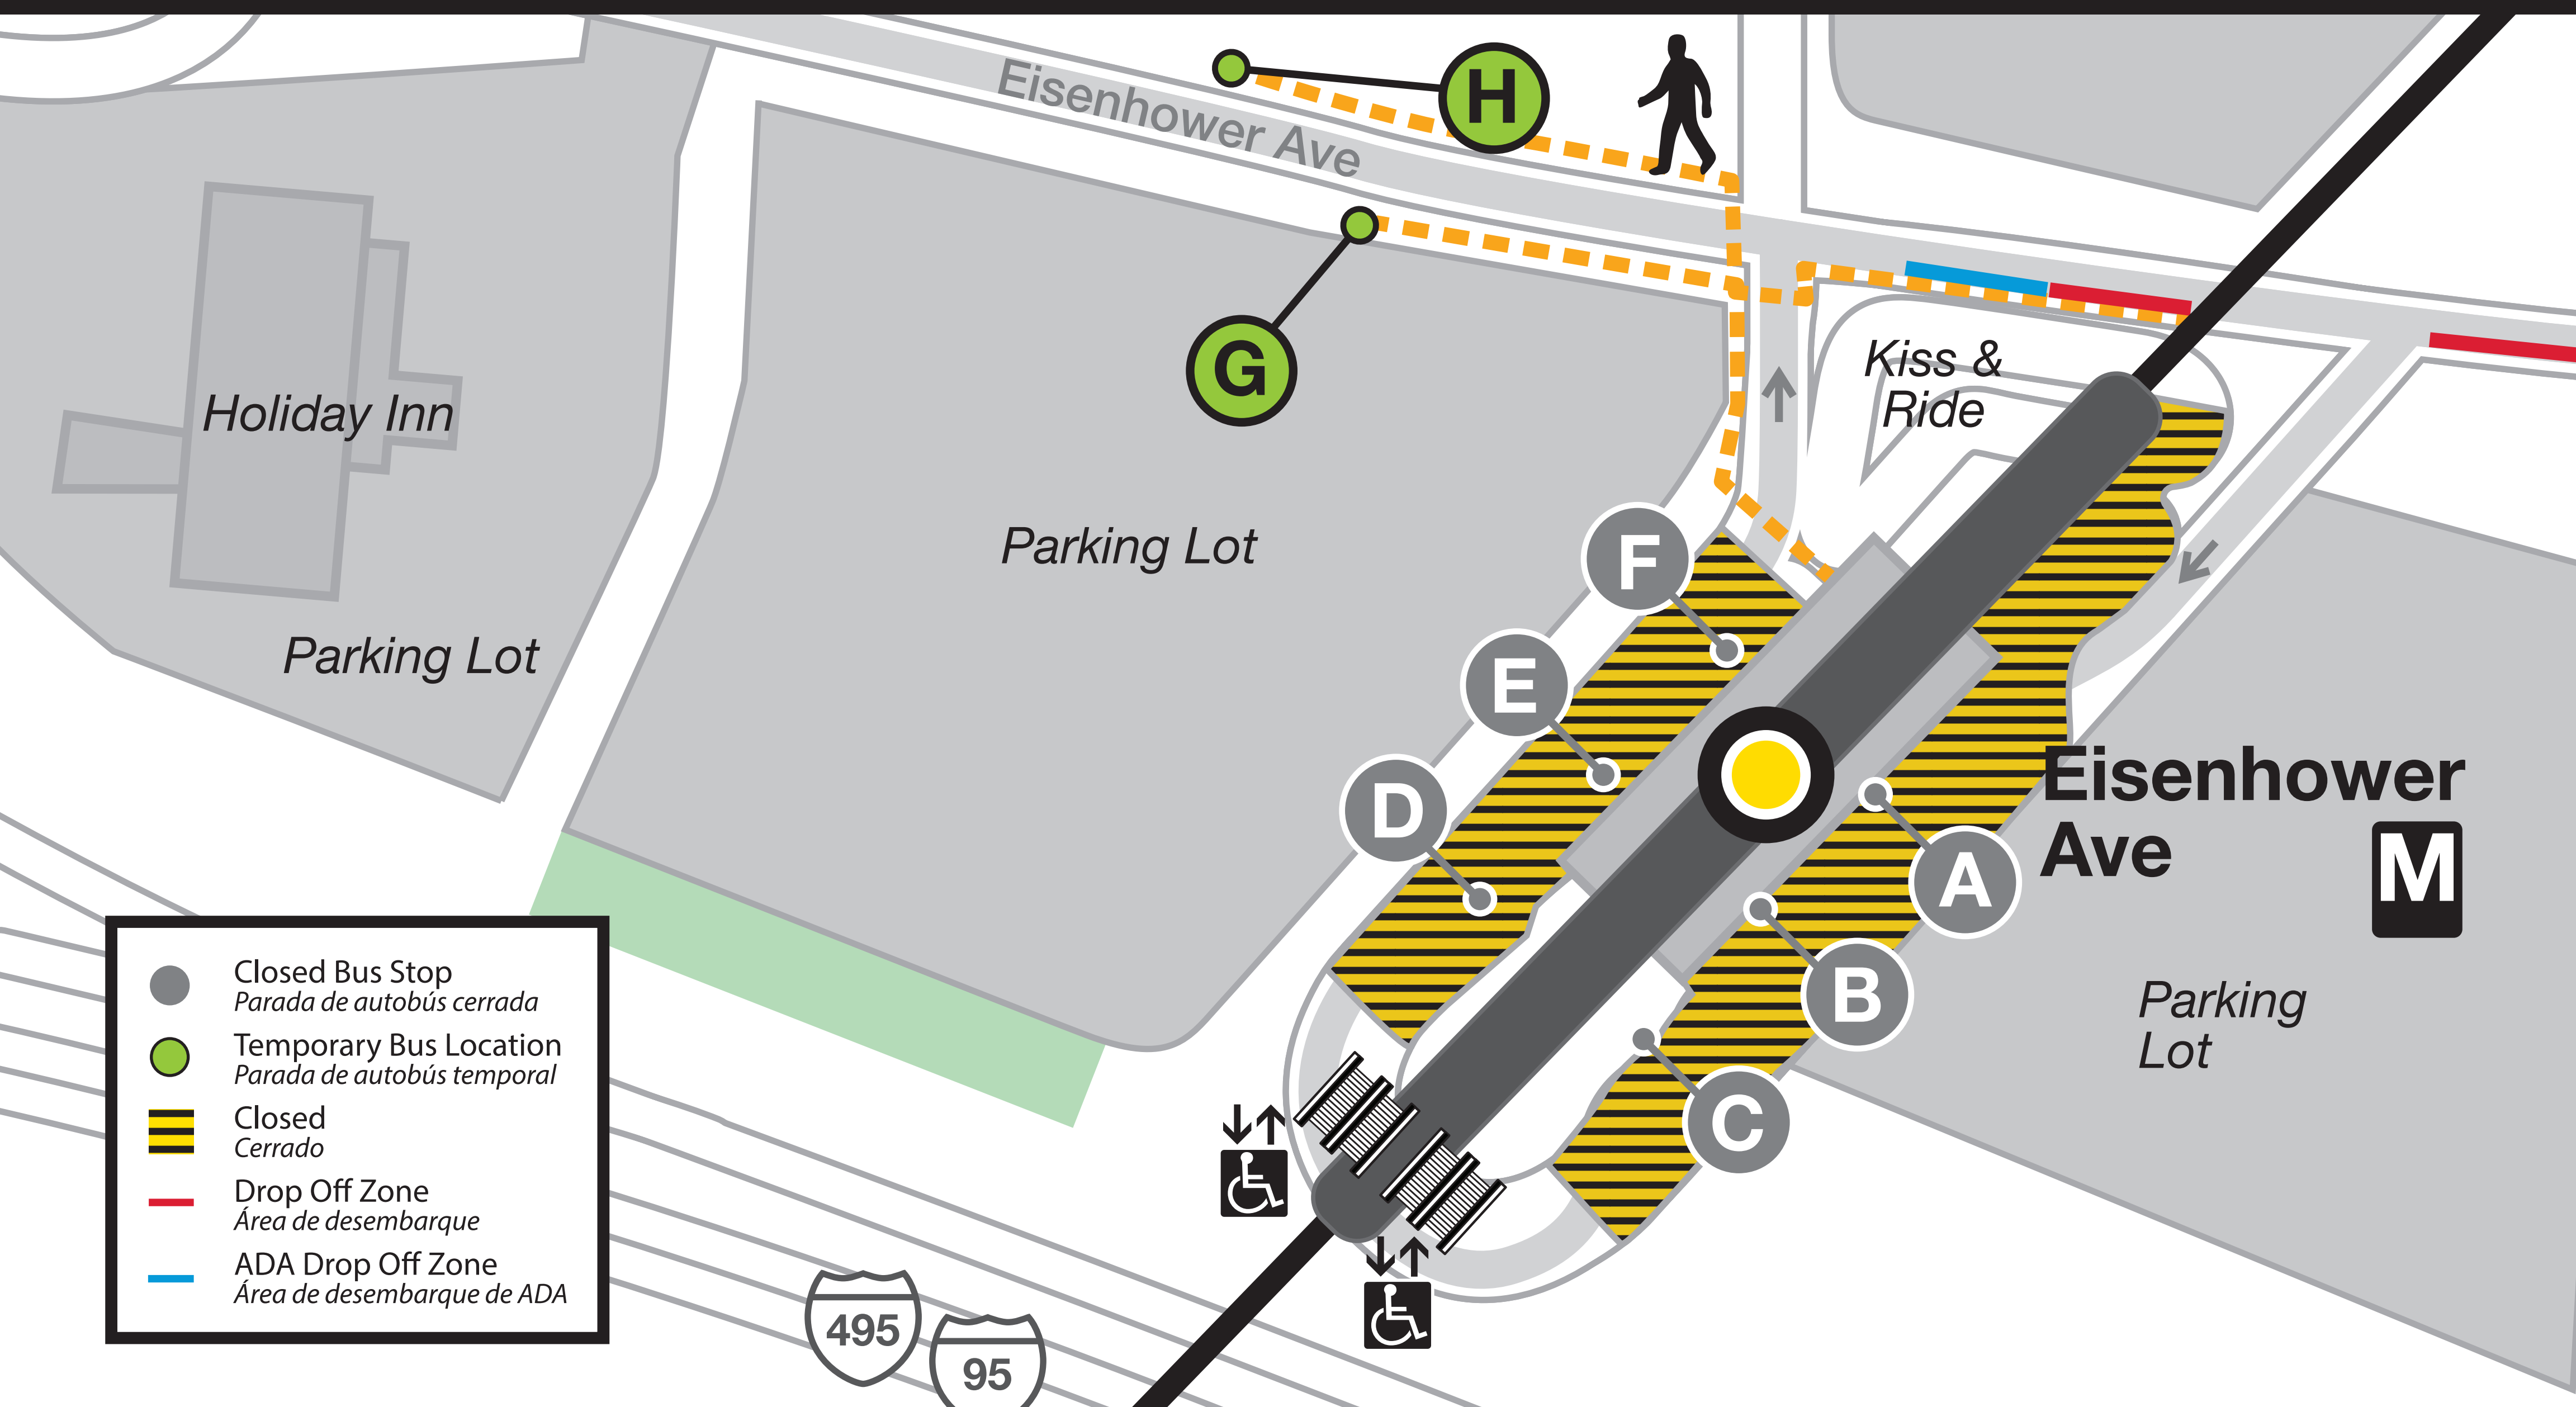 H
Eisenhower Ave
G
Kiss &
Ride
Holiday Inn
Parking Lot
F
Parking Lot
E
D
Eisenhower
Ave
M
A
B
Parking
Lot
C
Closed Bus Stop
Parada de autobús cerrada
Temporary Bus Location
Parada de autobús temporal
Closed
Cerrado
Drop Off Zone
Área de desembarque
ADA Drop Off Zone
Área de desembarque de ADA
495
95